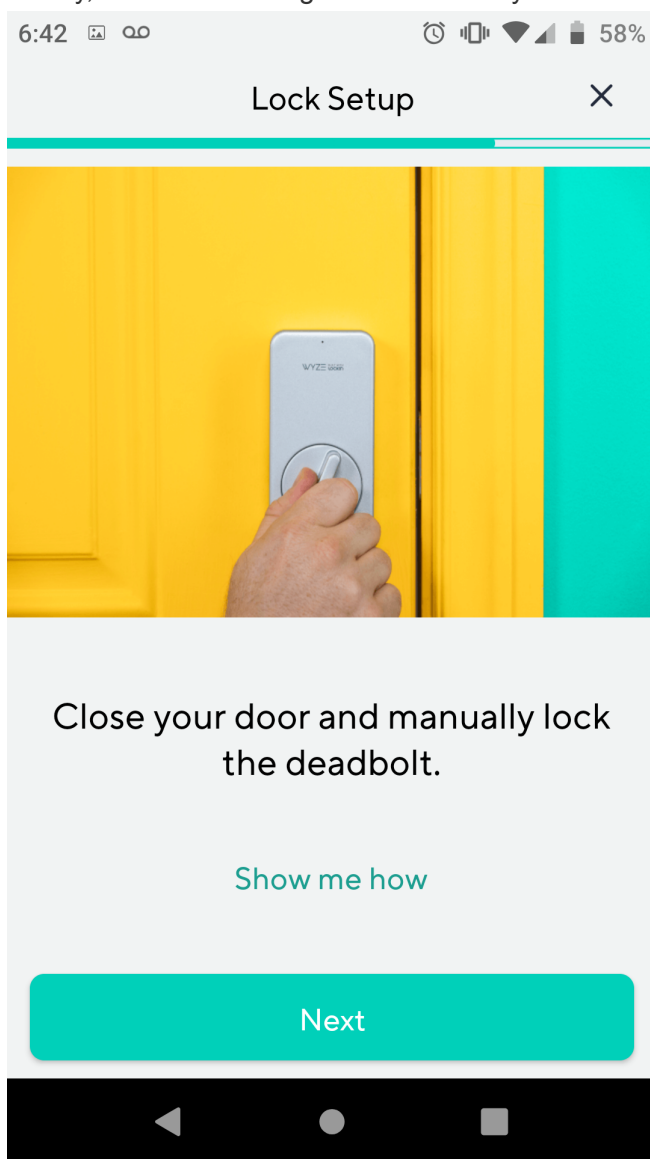 6:42
58%
Lock Setup
WYZE
Close your door and manually lock
the deadbolt.
Show me how
Next